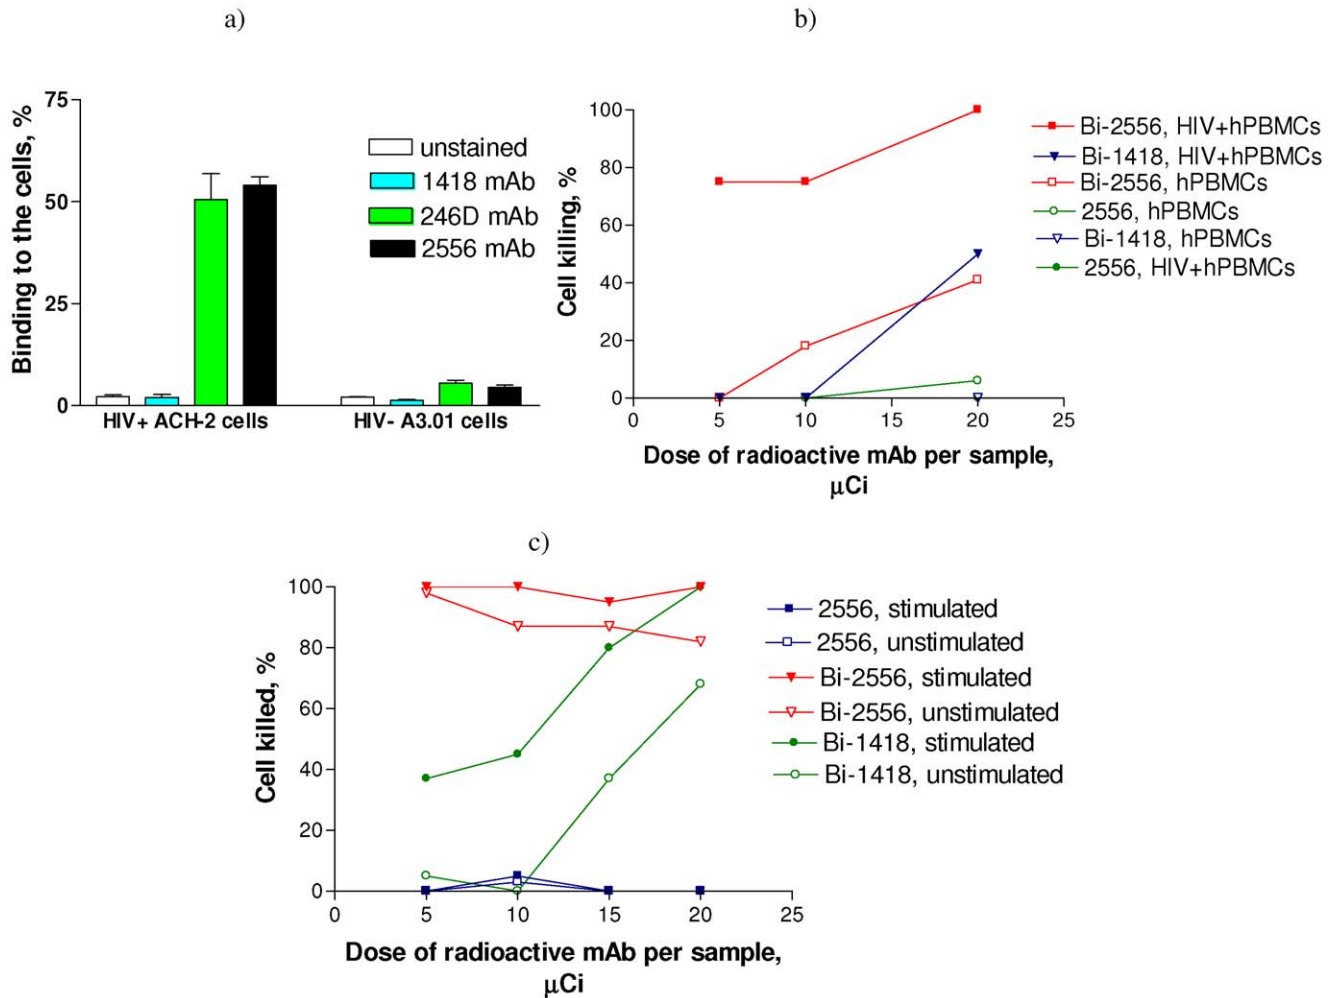 a)
75
50
25
0
Binding to the cells, %
HIV+ ACH-2 cells
HIV- A3.01 cells
unstained
1418 mAb
246D mAb
2556 mAb
b)
100
80
60
40
20
0
Cell killing, %
0 5 10 15 20 25
Dose of radioactive mAb per sample,
µCi
Bi-2556, HIV+hPBMCs
Bi-1418, HIV+hPBMCs
Bi-2556, hPBMCs
2556, hPBMCs
Bi-1418, hPBMCs
2556, HIV+hPBMCs
c)
100
80
60
40
20
0
Cell killed, %
0 5 10 15 20 25
Dose of radioactive mAb per sample,
µCi
2556, stimulated
2556, unstimulated
Bi-2556, stimulated
Bi-2556, unstimulated
Bi-1418, stimulated
Bi-1418, unstimulated